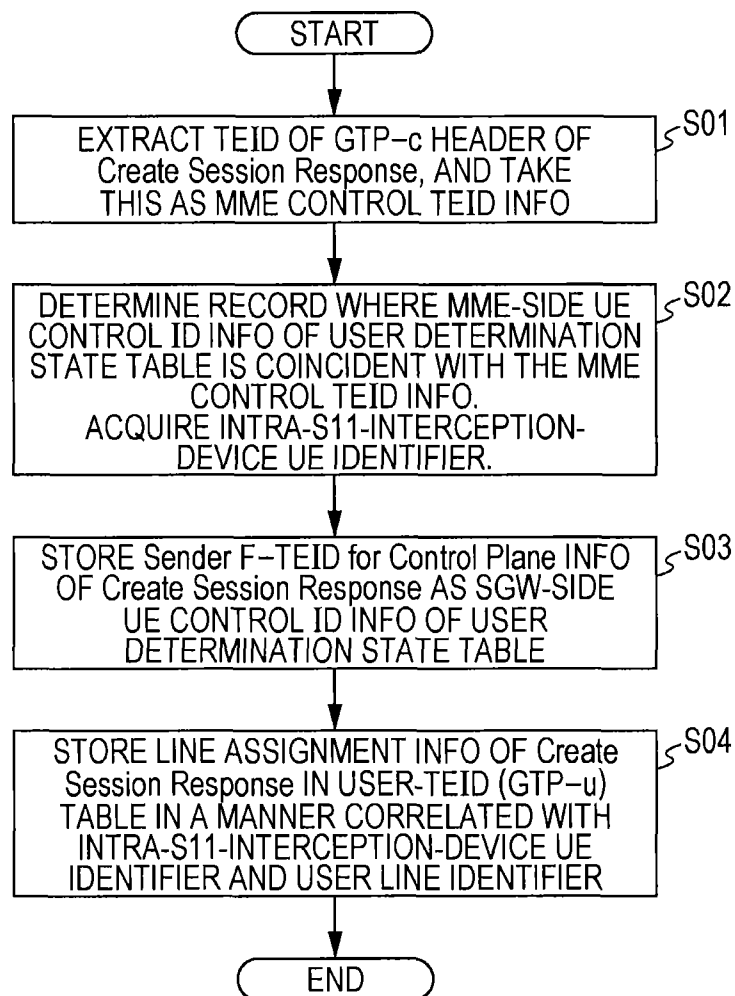 START
S01
EXTRACT TEID OF GTP-c HEADER OF
Create Session Response, AND TAKE
THIS AS MME CONTROL TEID INFO
S02
DETERMINE RECORD WHERE MME-SIDE UE
CONTROL ID INFO OF USER DETERMINATION
STATE TABLE IS COINCIDENT WITH THE MME
CONTROL TEID INFO.
ACQUIRE INTRA-S11-INTERCEPTION-
DEVICE UE IDENTIFIER.
S03
STORE Sender F-TEID for Control Plane INFO
OF Create Session Response AS SGW-SIDE
UE CONTROL ID INFO OF USER
DETERMINATION STATE TABLE
S04
STORE LINE ASSIGNMENT INFO OF Create
Session Response IN USER-TEID (GTP-u)
TABLE IN A MANNER CORRELATED WITH
INTRA-S11-INTERCEPTION-DEVICE UE
IDENTIFIER AND USER LINE IDENTIFIER
END